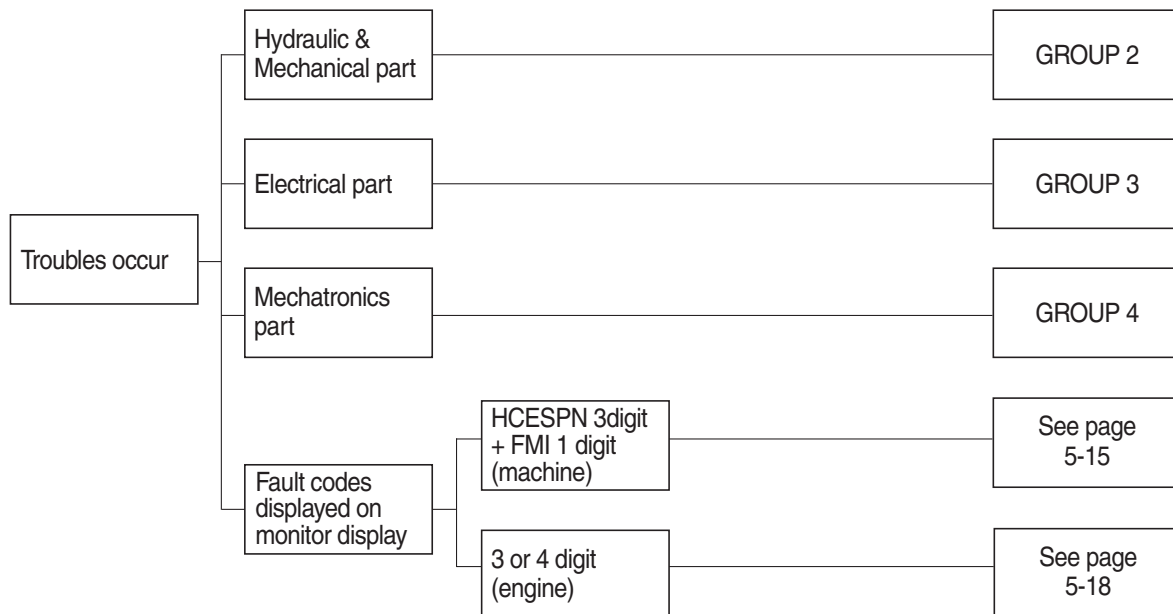 Hydraulic &
Mechanical part
GROUP 2
Electrical part
GROUP 3
Troubles occur
Mechatronics
part
GROUP 4
HCESPN 3digit
+ FMI 1 digit
(machine)
See page
5-15
Fault codes
displayed on
monitor display
3 or 4 digit
(engine)
See page
5-18